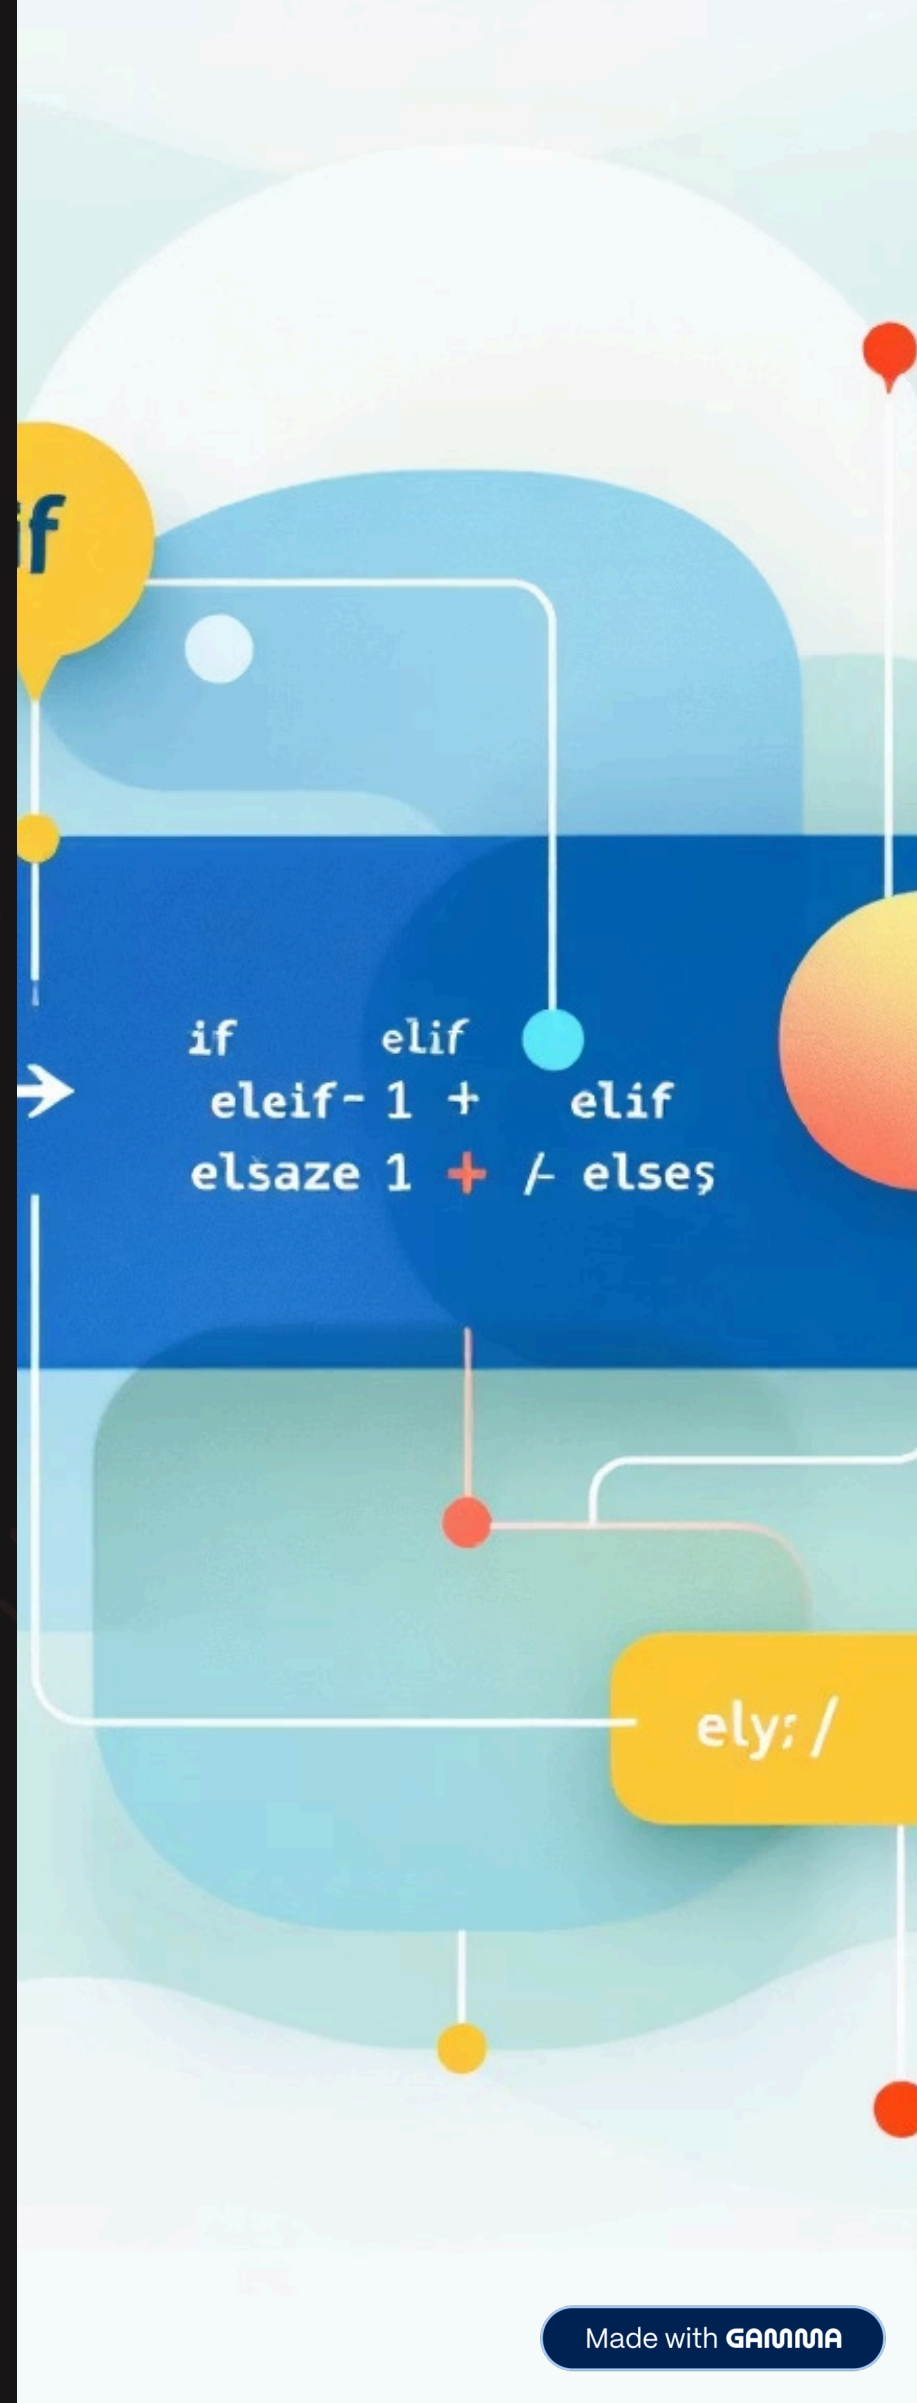 if
if elif
eleif- 1 + elif
elsaze 1 + /- elses
ely: /
Made with GAMMA